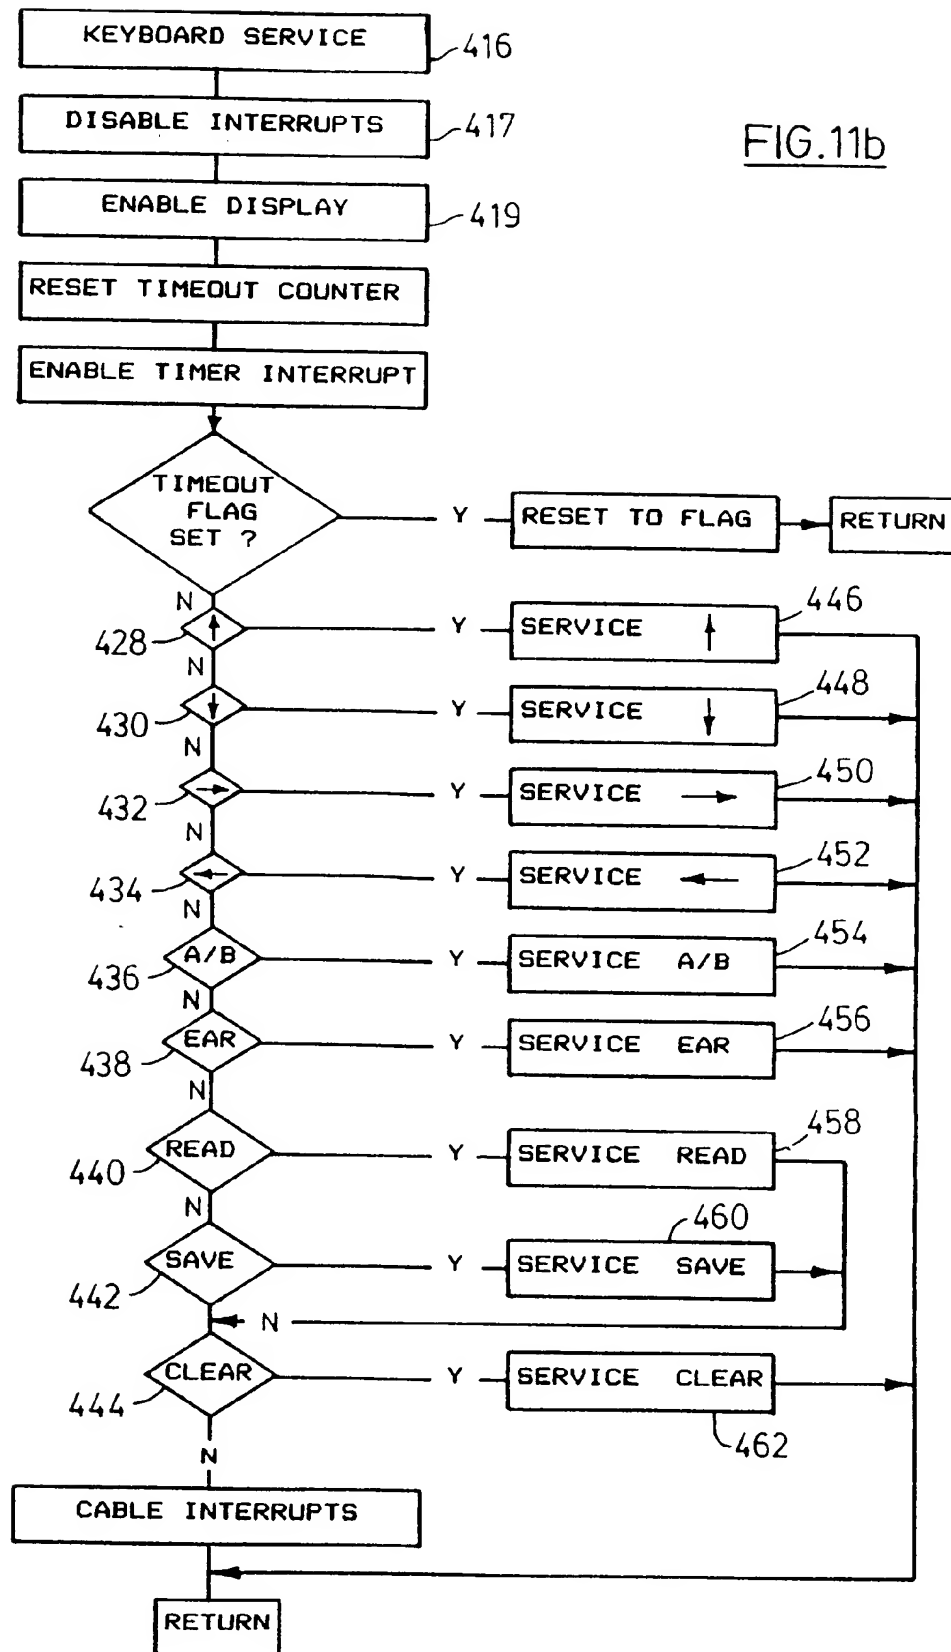 KEYBOARD SERVICE
416
DISABLE INTERRUPTS
417
FIG.11b
ENABLE DISPLAY
419
RESET TIMEOUT COUNTER
ENABLE TIMER INTERRUPT
TIMEOUT
FLAG
SET ?
Y
RESET TO FLAG
RETURN
N
428
↑
Y
SERVICE ↑
446
N
430
↓
Y
SERVICE ↓
448
N
432
→
Y
SERVICE →
450
N
434
←
Y
SERVICE ←
452
N
436
A/B
Y
SERVICE A/B
454
N
438
EAR
Y
SERVICE EAR
456
N
440
READ
Y
SERVICE READ
458
N
442
SAVE
Y
SERVICE SAVE
460
N
444
CLEAR
Y
SERVICE CLEAR
462
N
CABLE INTERRUPTS
RETURN